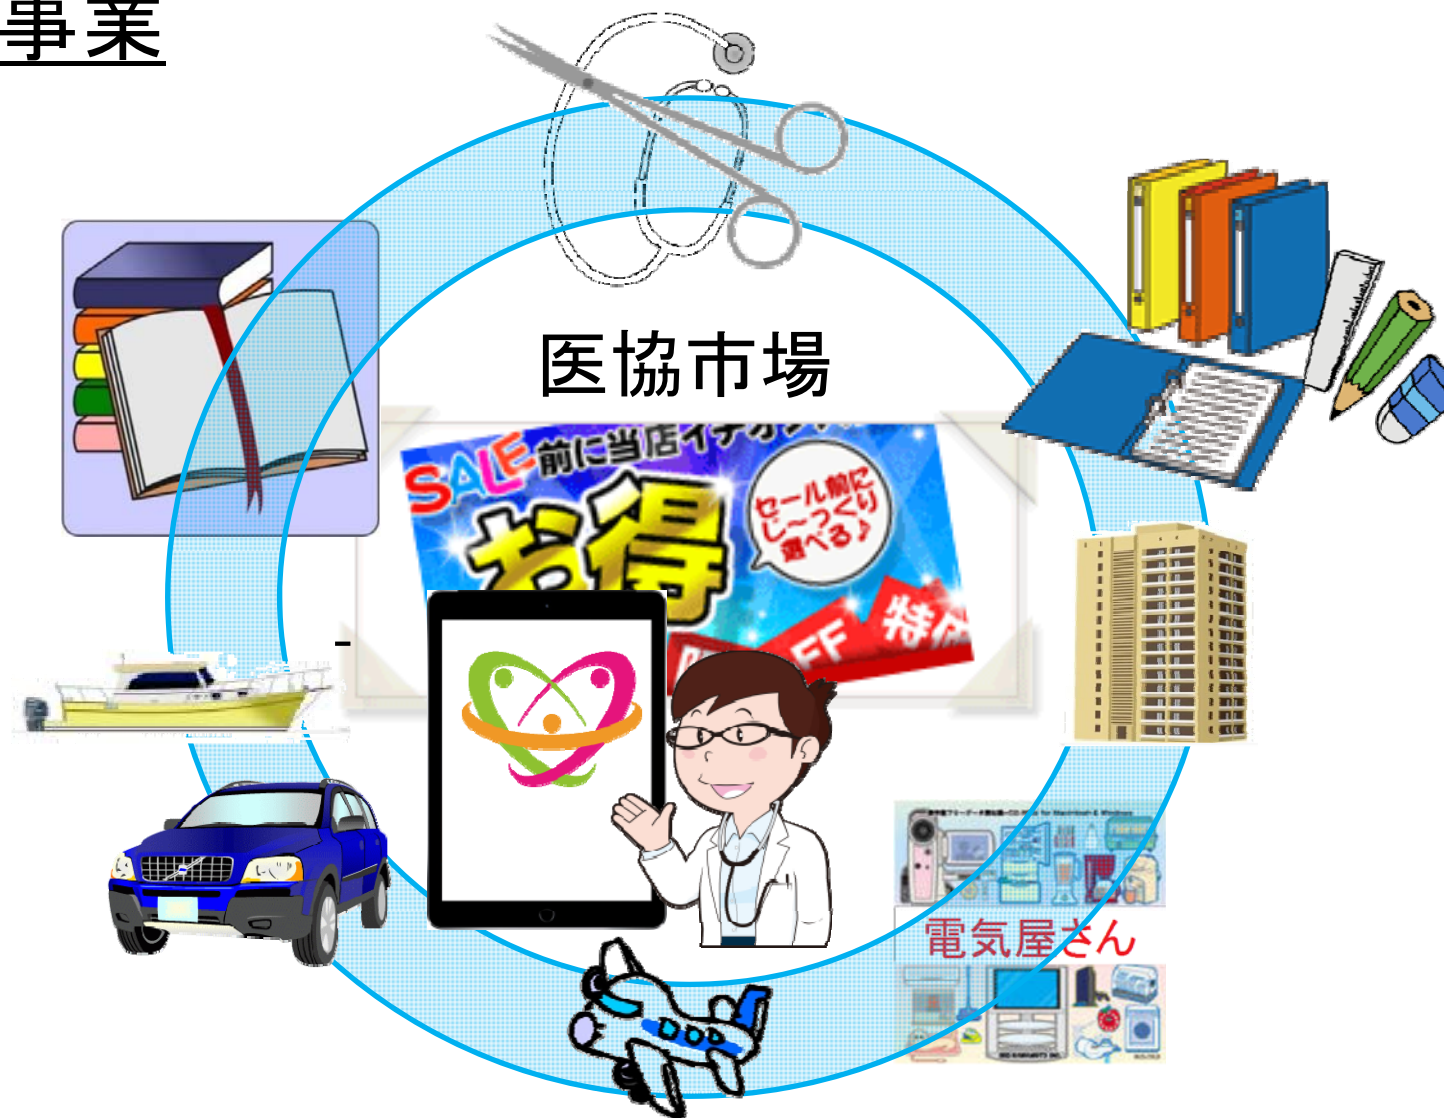 事業
医協市場
SALE前に当店イチオシ
お得
セール前に
じ～っくり
選べる♪
FF
特価
電気屋さん